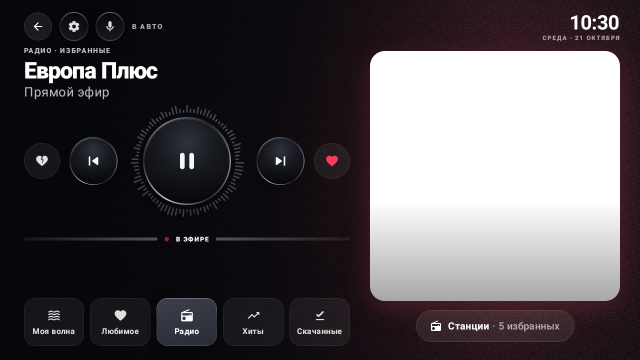 В АВТО
10:30
СРЕДА · 21 ОКТЯБРЯ
РАДИО · ИЗБРАННЫЕ
Европа Плюс
Прямой эфир
В ЭФИРЕ
Моя волна
Любимое
Радио
Хиты
Скачанные
Станции · 5 избранных